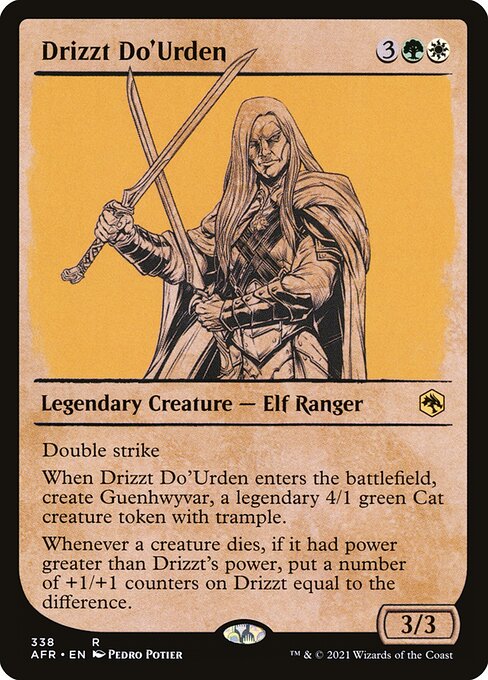 Drizzt Do'Urden 3
Legendary Creature — Elf Ranger
Double strike
When Drizzt Do'Urden enters the battlefield,
create Guenhwyvar, a legendary 4/1 green Cat
creature token with trample.
Whenever a creature dies, if it had power
greater than Drizzt's power, put a number
of +1/+1 counters on Drizzt equal to the
difference.
3/3
338 R
AFR • EN Pedro Potier
™ & © 2021 Wizards of the Coast